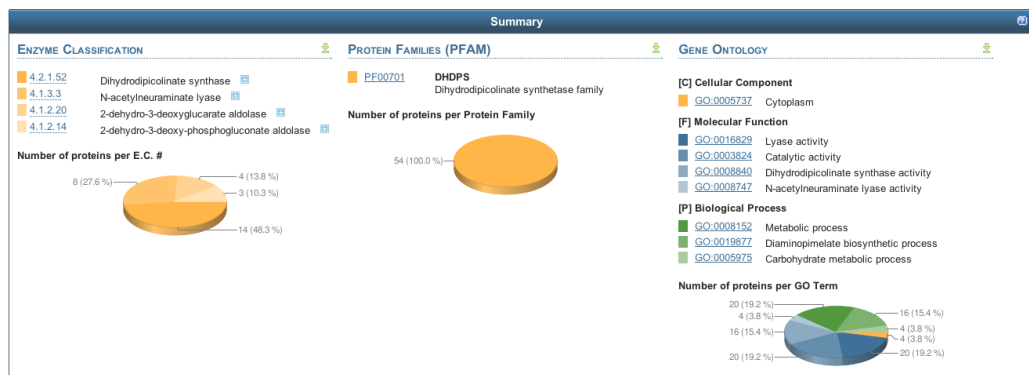 Summary
ENZYME CLASSIFICATION
4.2.1.52 Dihydrodipicolinate synthase
4.1.3.3 N-acetylneuraminate lyase
4.1.2.20 2-dehydro-3-deoxyglucarate aldolase
4.1.2.14 2-dehydro-3-deoxy-phosphogluconate aldolase
Number of proteins per E.C. #
8 (27.6 %)
4 (13.8 %)
3 (10.3 %)
14 (48.3 %)
PROTEIN FAMILIES (PFAM)
PF00701 DHDPS
Dihydrodipicolinate synthetase family
Number of proteins per Protein Family
54 (100.0 %)
GENE ONTOLOGY
[C] Cellular Component
GO:0005737 Cytoplasm
[F] Molecular Function
GO:0016829 Lyase activity
GO:0003824 Catalytic activity
GO:0008840 Dihydrodipicolinate synthase activity
GO:0008747 N-acetylneuraminate lyase activity
[P] Biological Process
GO:0008152 Metabolic process
GO:0019877 Diaminopimelate biosynthetic process
GO:0005975 Carbohydrate metabolic process
Number of proteins per GO Term
20 (19.2 %)
4 (3.8 %)
16 (15.4 %)
20 (19.2 %)
16 (15.4 %)
4 (3.8 %)
4 (3.8 %)
20 (19.2 %)